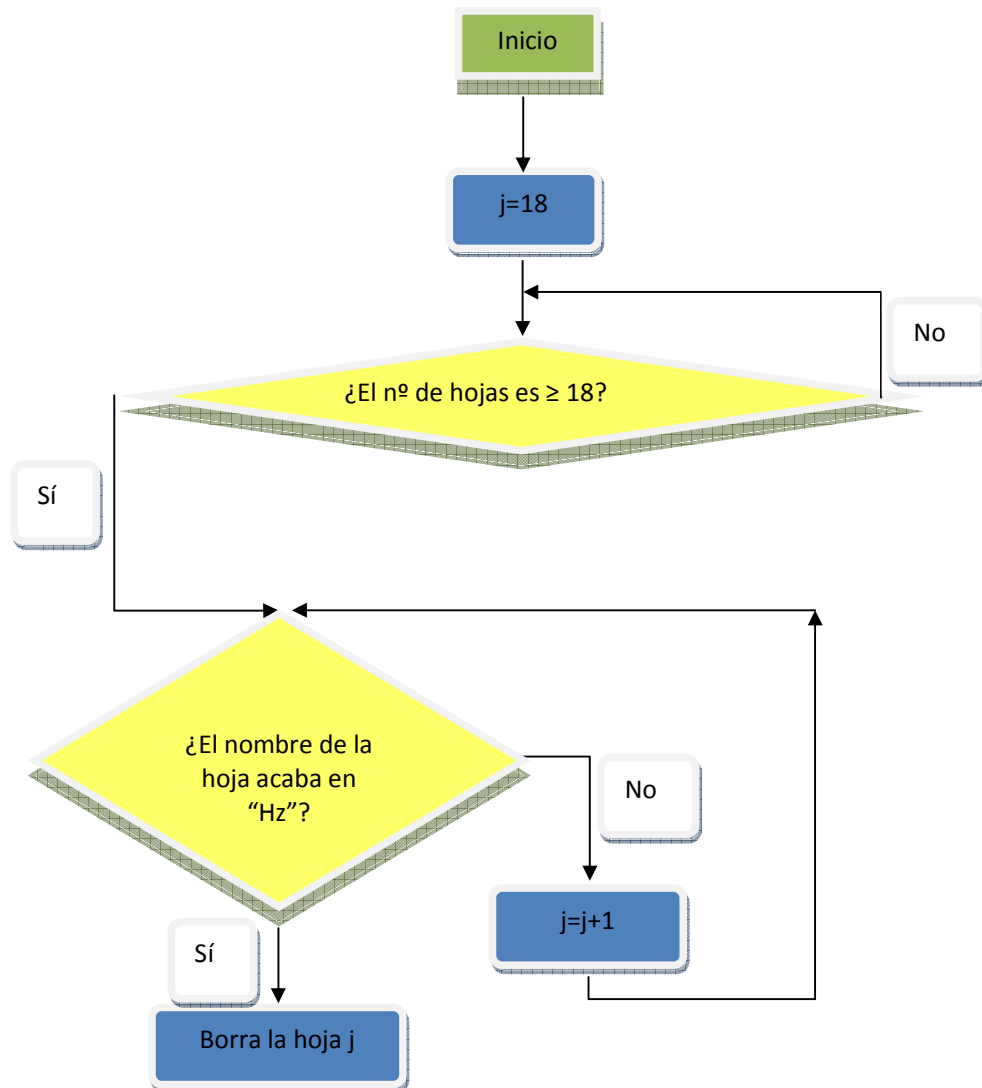 Inicio
j=18
No
¿El nº de hojas es ≥ 18?
Sí
¿El nombre de la
hoja acaba en
“Hz”?
No
j=j+1
Sí
Borra la hoja j